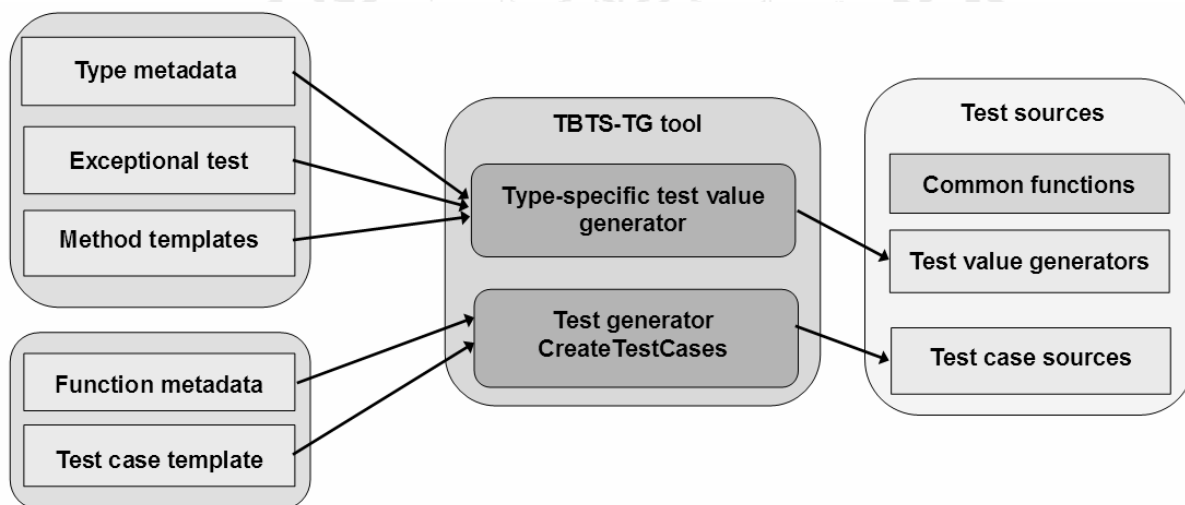 Type metadata
Exceptional test
Method templates
Function metadata
Test case template
TBTS-TG tool
Type-specific test value
generator
Test generator
CreateTestCases
Test sources
Common functions
Test value generators
Test case sources